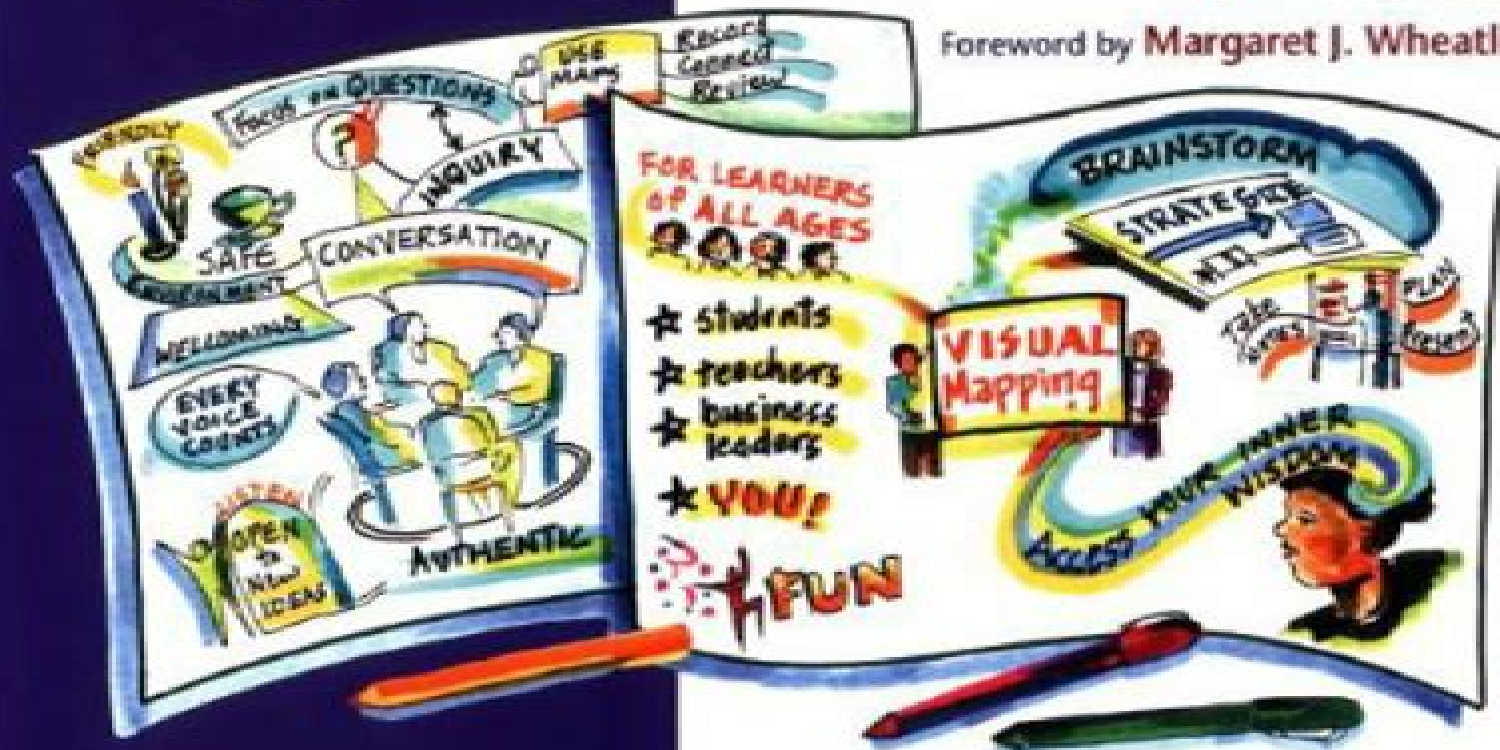 Foreword by Margaret J. Wheatl
USE
MAPS
Record
Connect
Review
Focus on QUESTIONS
?
INQUIRY
FRIENDLY
SAFE
ENVIRONMENT
CONVERSATION
WELCOMING
EVERY
VOICE
COUNTS
LISTEN
OPEN
to
NEW
IDEAS
AUTHENTIC
FOR LEARNERS
of ALL AGES
★ students
★ teachers
★ business
leaders
★ YOU!
?
FUN
VISUAL
Mapping
BRAINSTORM
Take
notes
PLAN
Present
ACCESS YOUR INNER
WISDOM